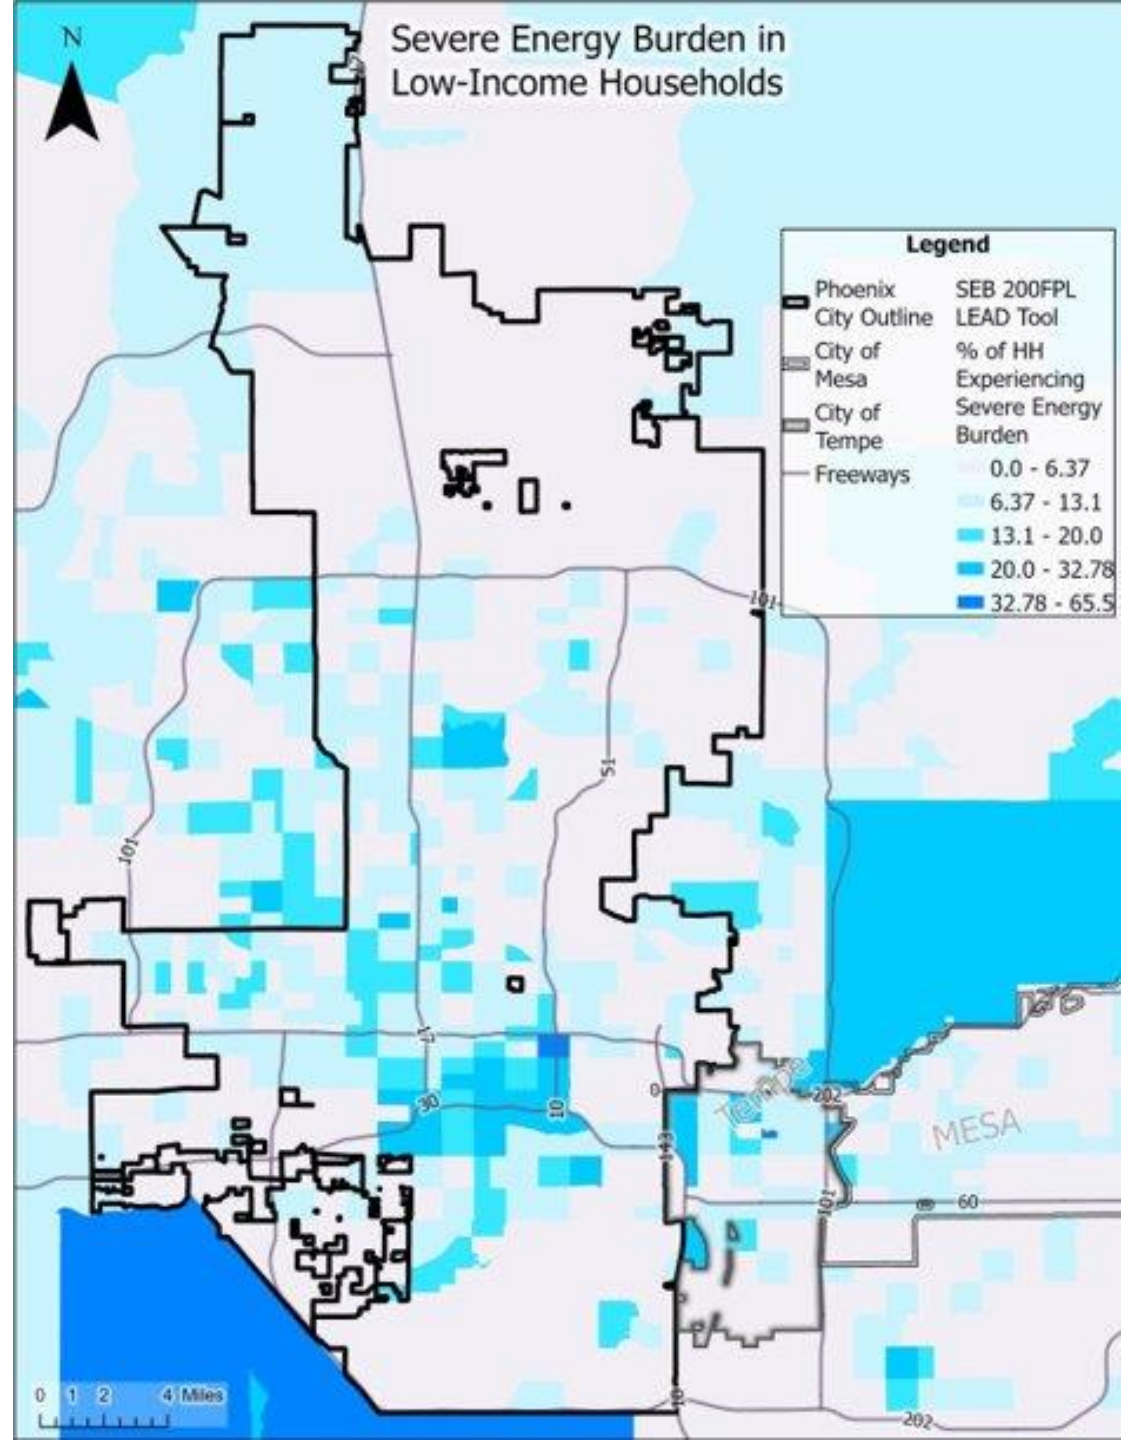 N
Severe Energy Burden in
Low-Income Households
Legend
Phoenix
City Outline
City of
Mesa
City of
Tempe
Freeways
SEB 200FPL
LEAD Tool
% of HH
Experiencing
Severe Energy
Burden
0.0 - 6.37
6.37 - 13.1
13.1 - 20.0
20.0 - 32.78
32.78 - 65.5
17
101
51
101
17
30
10
0
143
Tempe
202
MESA
101
60
10
202
0 1 2 4 Miles